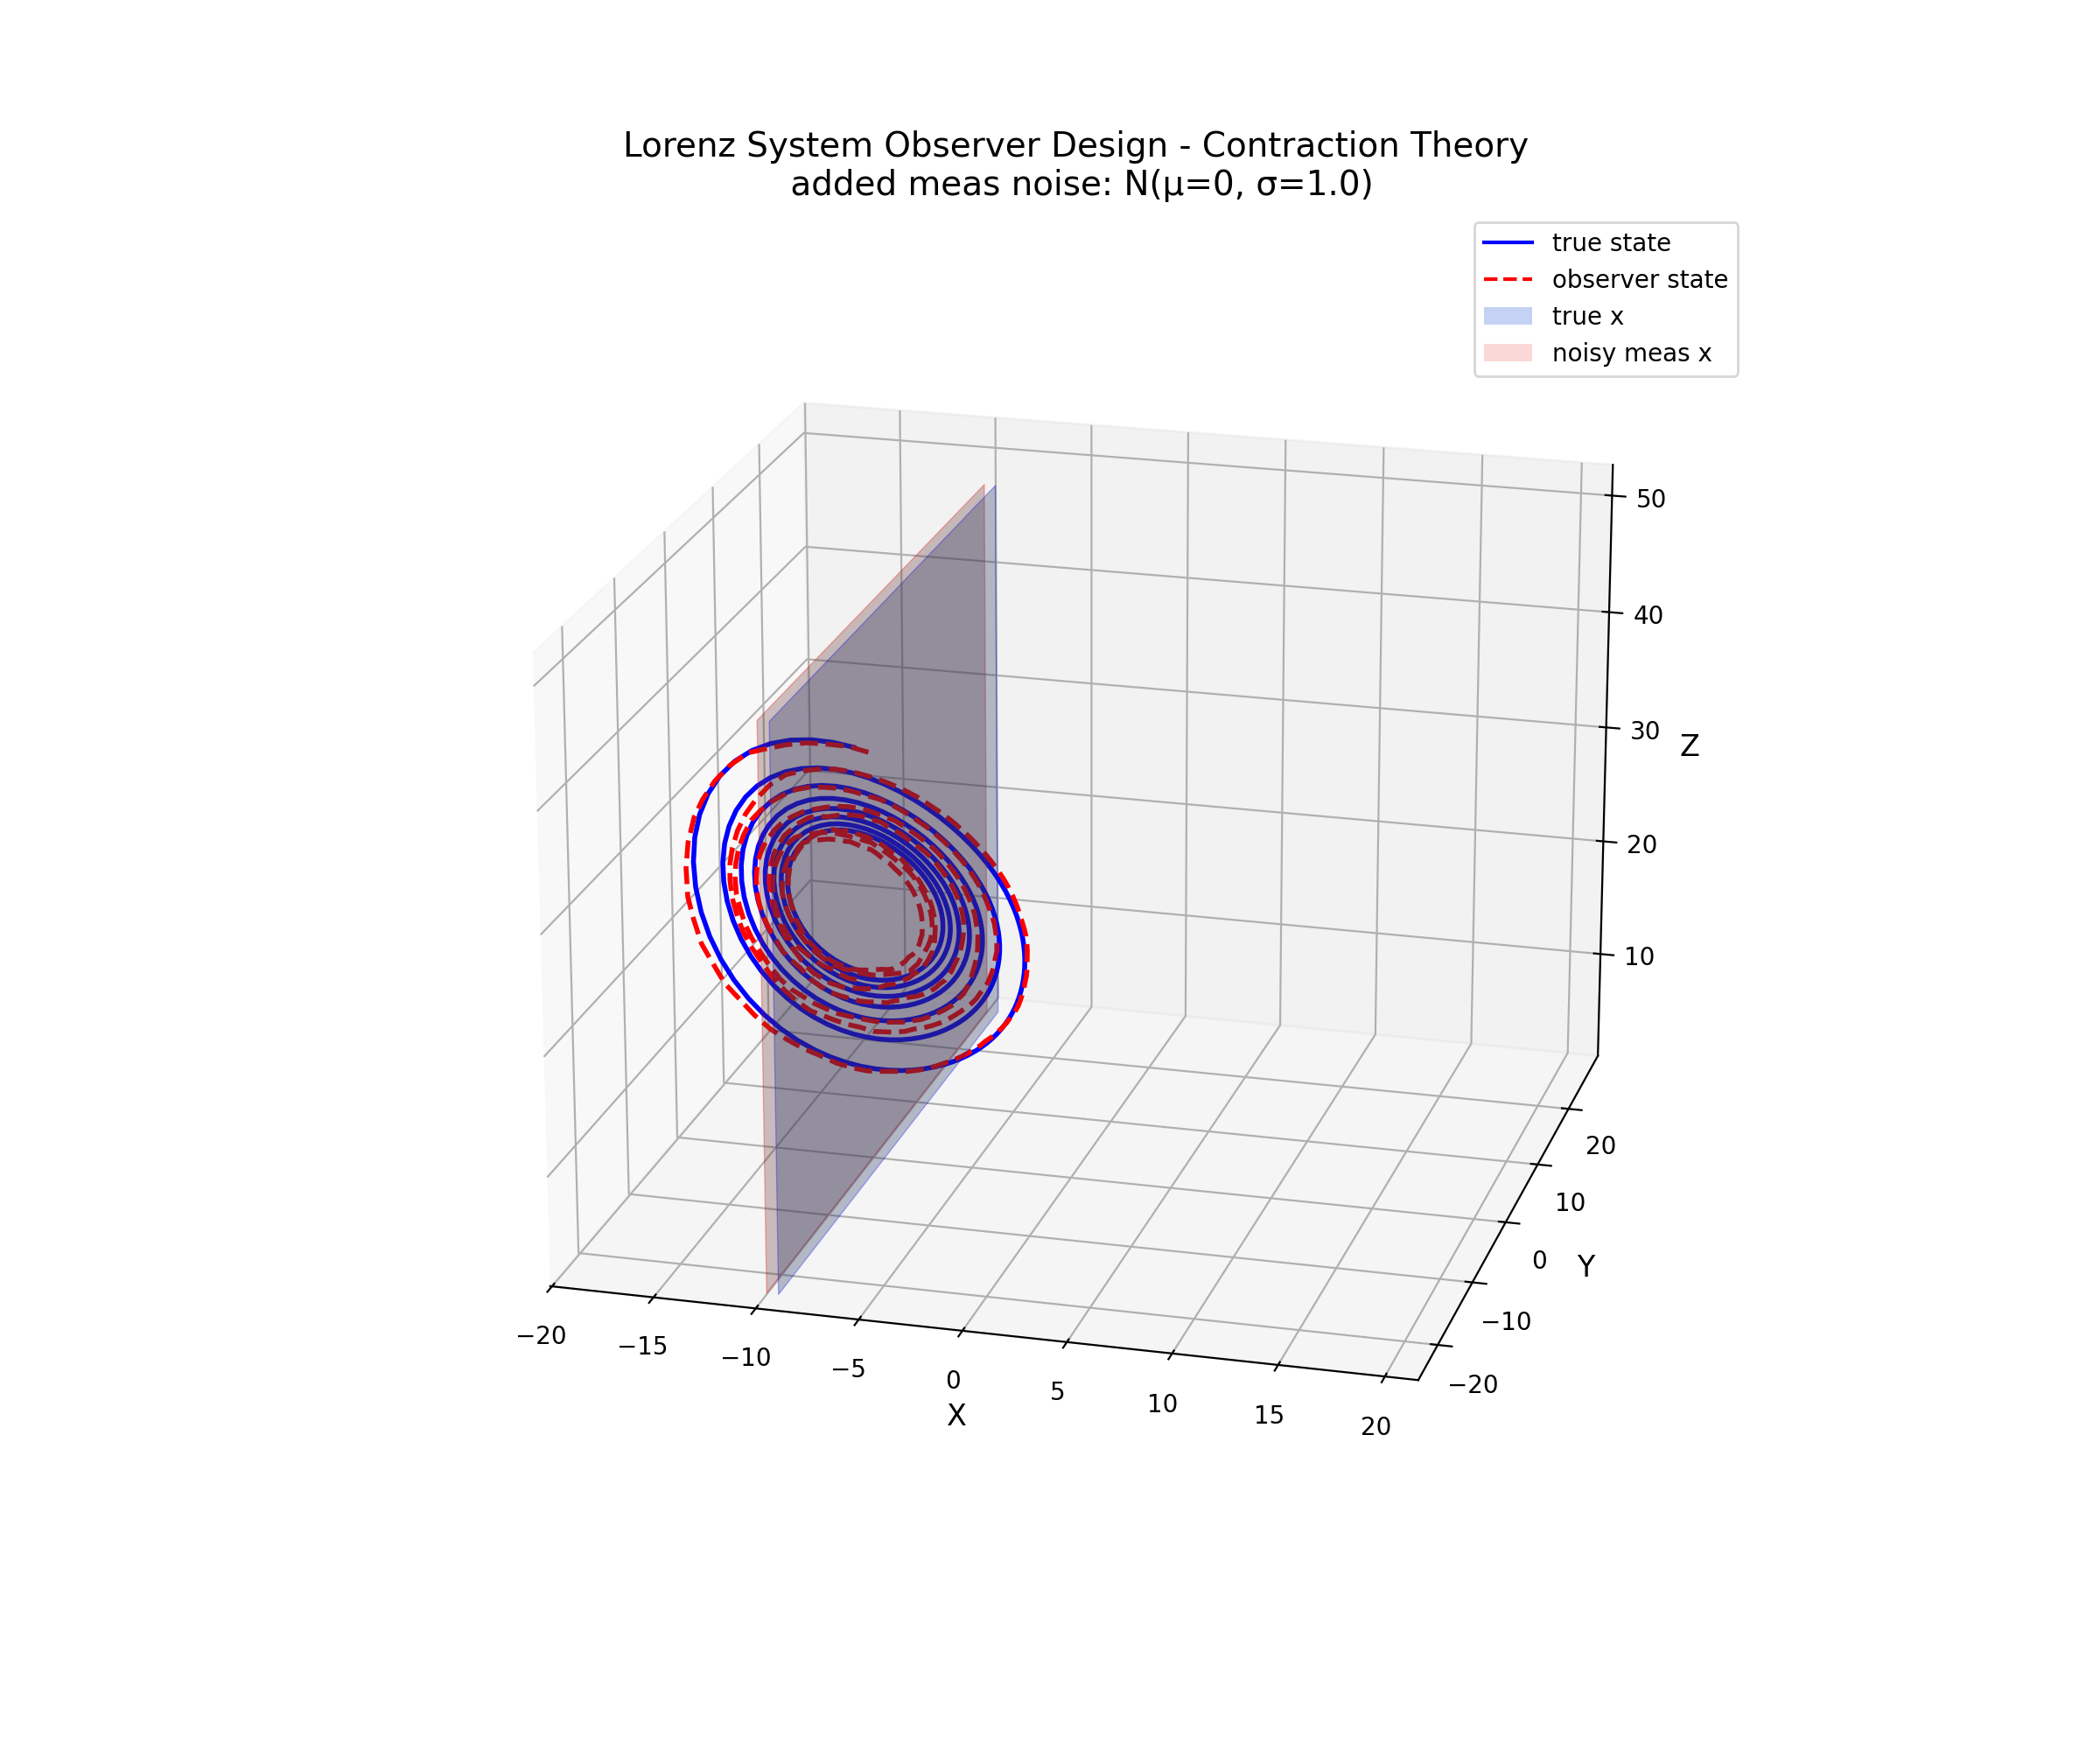 Lorenz System Observer Design - Contraction Theory
added meas noise: N(μ=0, σ=1.0)
true state
observer state
true x
noisy meas x
50
40
30
Z
20
10
20
10
0
Y
−10
−20
−20
−15
−10
−5
0
5
10
15
20
X